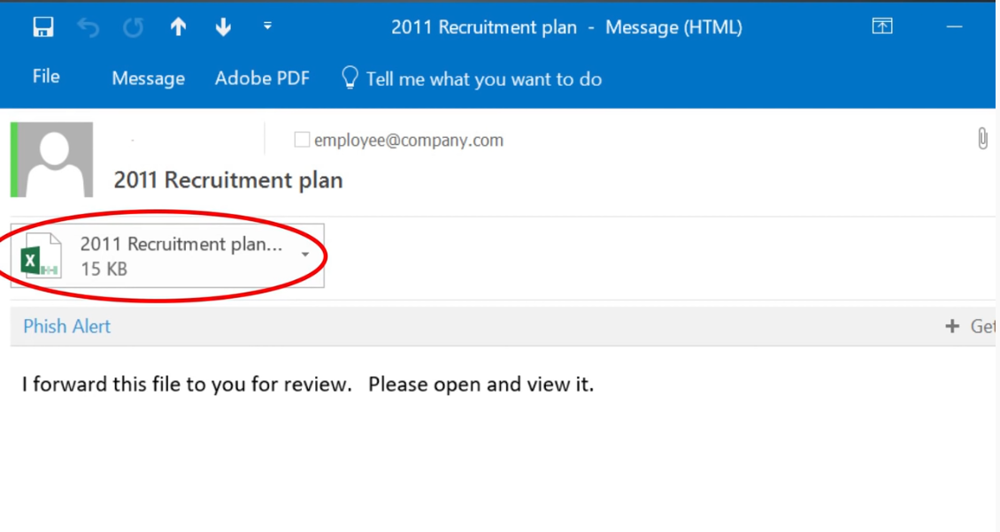 2011 Recruitment plan - Message (HTML)
File Message Adobe PDF Tell me what you want to do
employee@company.com
2011 Recruitment plan
2011 Recruitment plan...
X
15 KB
Phish Alert
+ Get
I forward this file to you for review. Please open and view it.